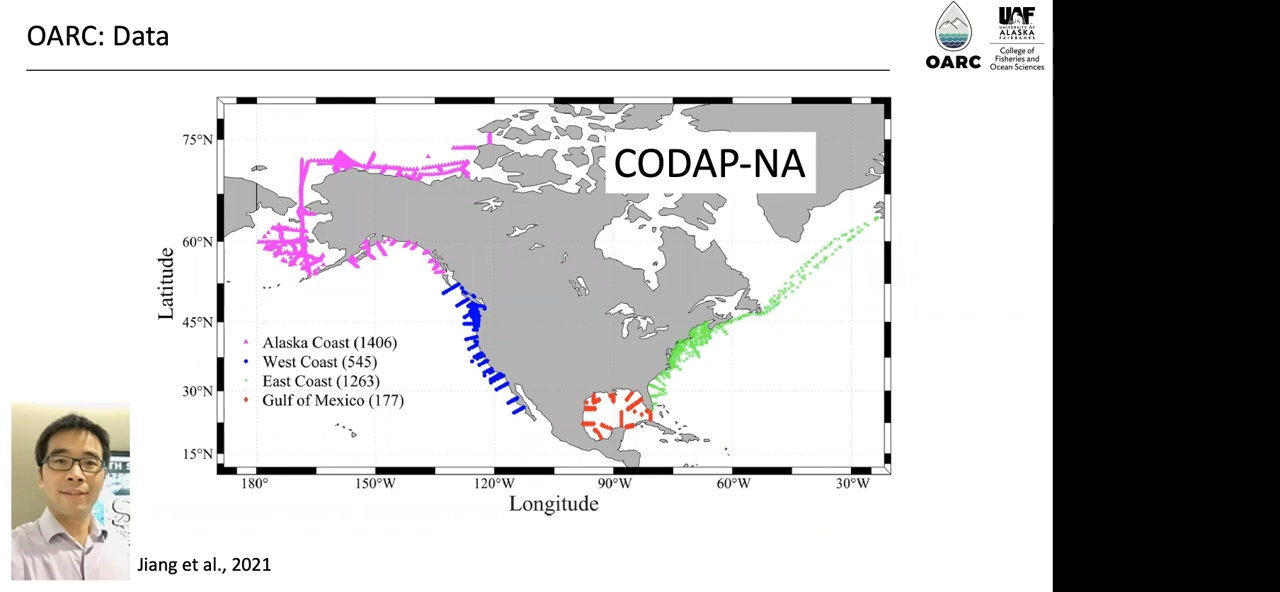 OARC: Data
OARC
UAF
UNIVERSITY OF
ALASKA
FAIRBANKS
College of
Fisheries and
Ocean Sciences
CODAP-NA
75°N
60°N
45°N
30°N
15°N
Latitude
Alaska Coast (1406)
West Coast (545)
East Coast (1263)
Gulf of Mexico (177)
180°
150°W
120°W
90°W
60°W
30°W
Longitude
Jiang et al., 2021